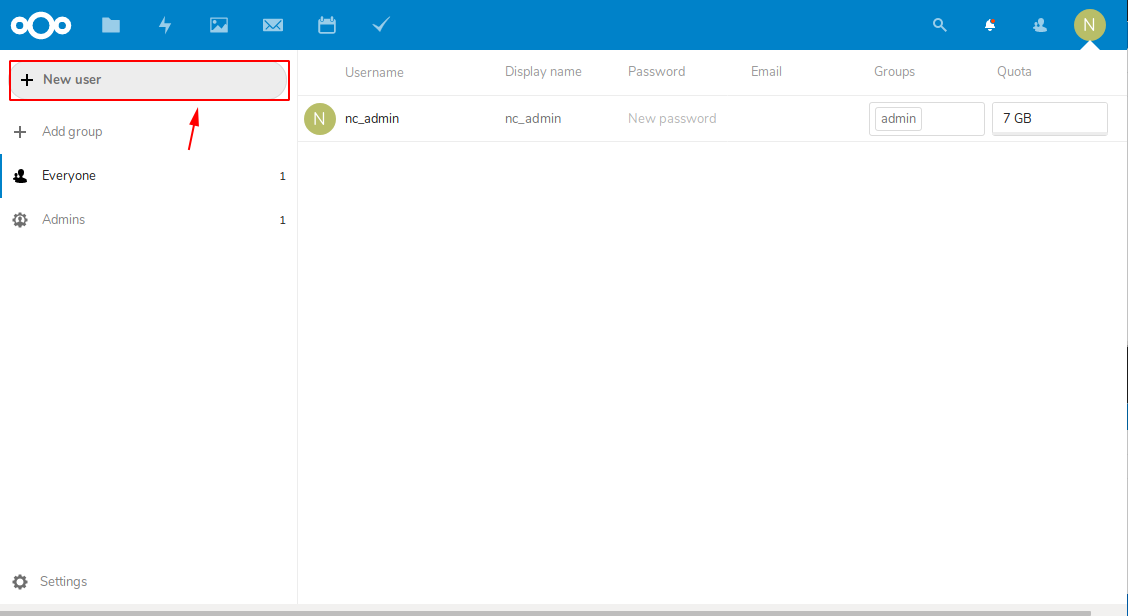 N
New user
Add group
Everyone 1
Admins 1
Settings
Username Display name Password Email Groups Quota
N nc_admin nc_admin New password admin 7 GB